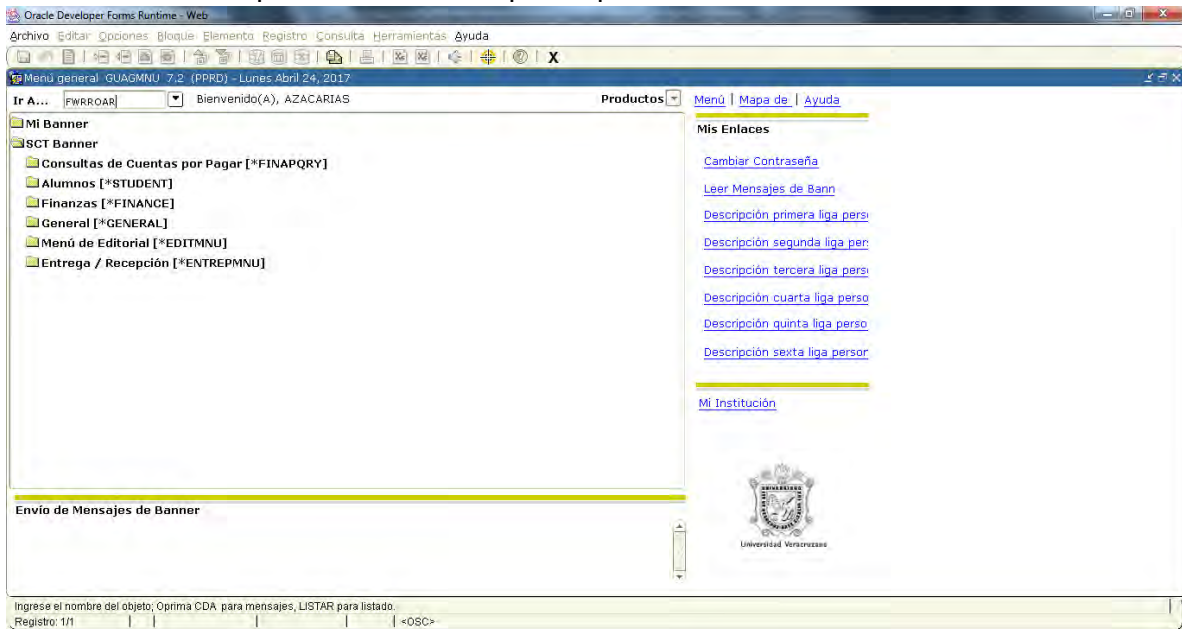 Oracle Developer Forms Runtime - Web
Archivo Editar Opciones Bloque Elemento Registro Consulta Herramientas Ayuda
X
Menú general GUAGMNU 7.2 (PPRD) - Lunes Abril 24, 2017
Ir A... FWRROAR Bienvenido(A), AZACARIAS Productos Menú | Mapa de | Ayuda
Mi Banner
SCT Banner
Consultas de Cuentas por Pagar [*FINAPQRY]
Alumnos [*STUDENT]
Finanzas [*FINANCE]
General [*GENERAL]
Menú de Editorial [*EDITMNU]
Entrega / Recepción [*ENTREPMNU]
Mis Enlaces
Cambiar Contraseña
Leer Mensajes de Bann
Descripción primera liga perso
Descripción segunda liga per
Descripción tercera liga perso
Descripción cuarta liga perso
Descripción quinta liga perso
Descripción sexta liga person
Mi Institución
Universidad Veracruzana
Envío de Mensajes de Banner
Ingrese el nombre del objeto; Oprima CDA para mensajes, LISTAR para listado.
Registro: 1/1 <OSC>